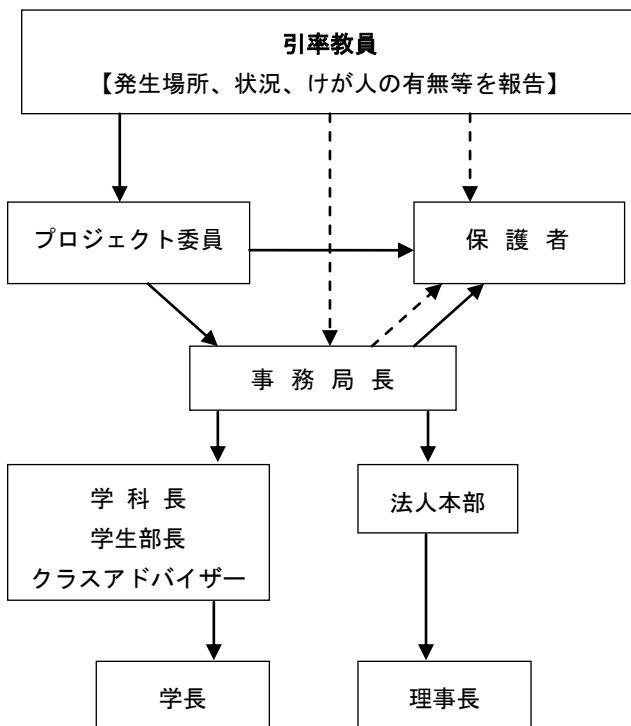 引率教員
【発生場所、状況、けが人の有無等を報告】
プロジェクト委員
保 護 者
事 務 局 長
学 科 長
学生部長
クラスアドバイザー
法人本部
学長
理事長